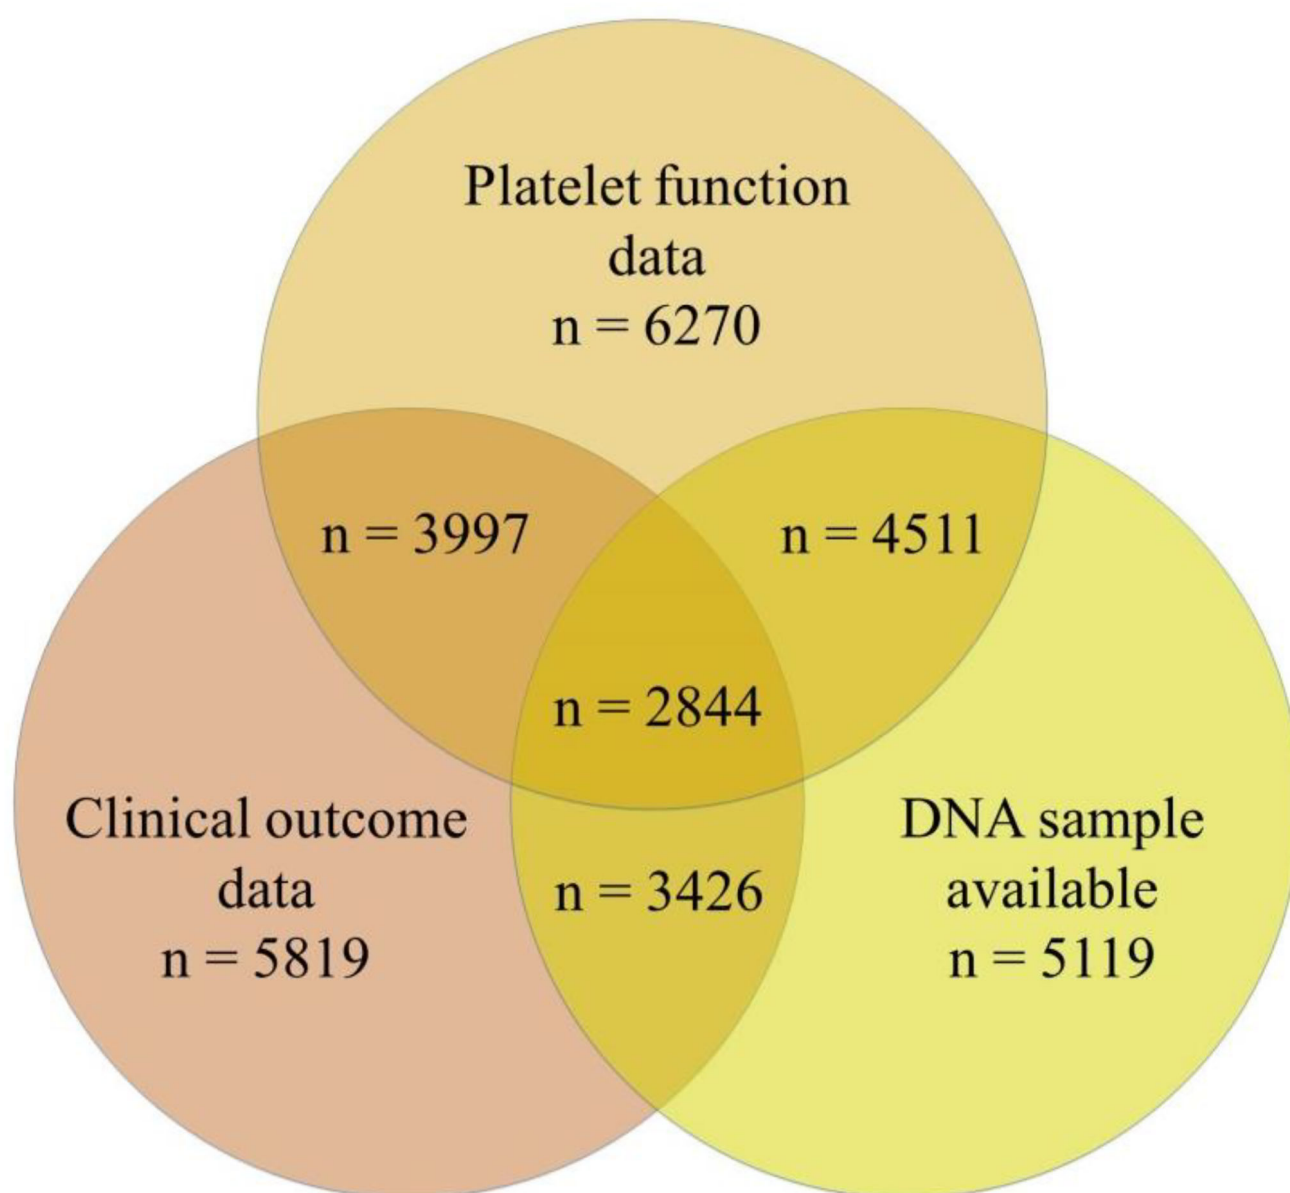 Platelet function
data
n = 6270
n = 3997
n = 4511
n = 2844
Clinical outcome
data
n = 5819
n = 3426
DNA sample
available
n = 5119